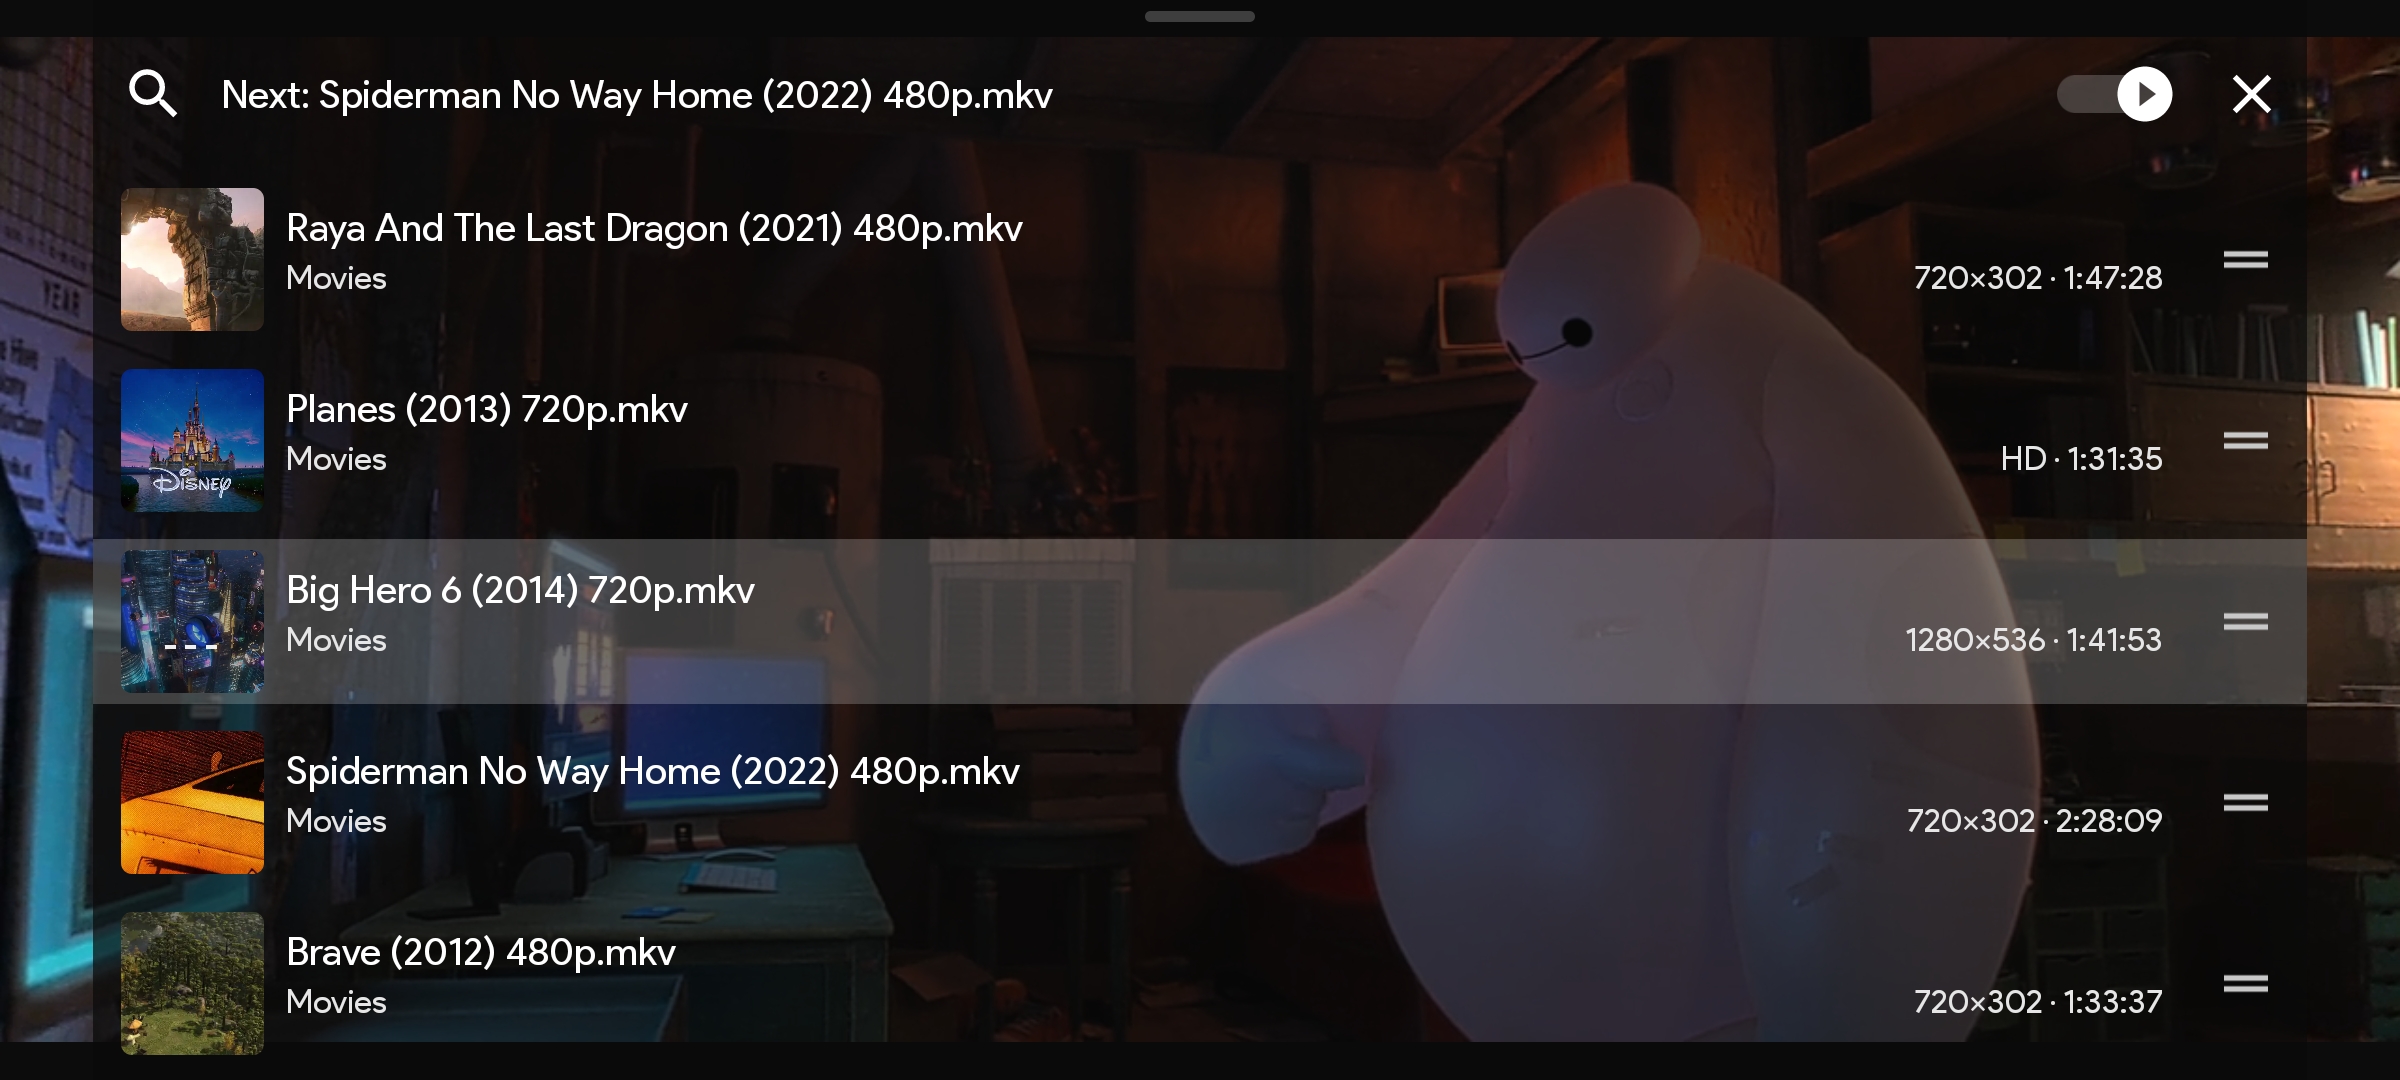 Next: Spiderman No Way Home (2022) 480p.mkv
Raya And The Last Dragon (2021) 480p.mkv
Movies
720×302 · 1:47:28
Planes (2013) 720p.mkv
Movies
HD · 1:31:35
Disney
Big Hero 6 (2014) 720p.mkv
Movies
1280×536 · 1:41:53
Spiderman No Way Home (2022) 480p.mkv
Movies
720×302 · 2:28:09
Brave (2012) 480p.mkv
Movies
720×302 · 1:33:37
YEAR